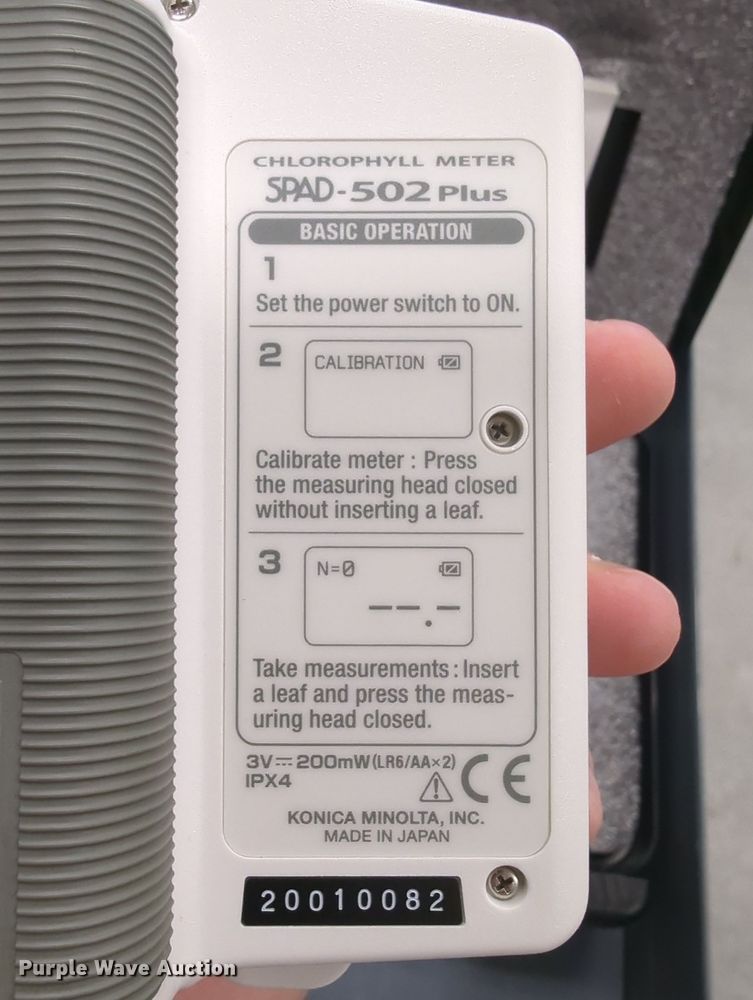 CHLOROPHYLL METER
SPAD-502 Plus
BASIC OPERATION
1
Set the power switch to ON.
2
CALIBRATION
Calibrate meter : Press
the measuring head closed
without inserting a leaf.
3
N=0
--.-
Take measurements : Insert
a leaf and press the meas-
uring head closed.
3V⎓200mW(LR6/AA×2)
IPX4
CE
KONICA MINOLTA, INC.
MADE IN JAPAN
20010082
Purple Wave Auction